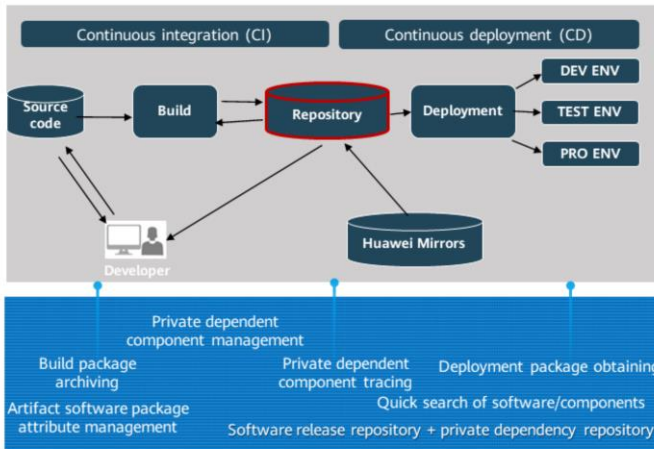 Continuous integration (CI)
Continuous deployment (CD)
Source
code
Build
Repository
Deployment
DEV ENV
TEST ENV
PRO ENV
Huawei Mirrors
Developer
Private dependent
component management
Build package
archiving
Private dependent
component tracing
Deployment package obtaining
Artifact software package
attribute management
Quick search of software/components
Software release repository + private dependency repository